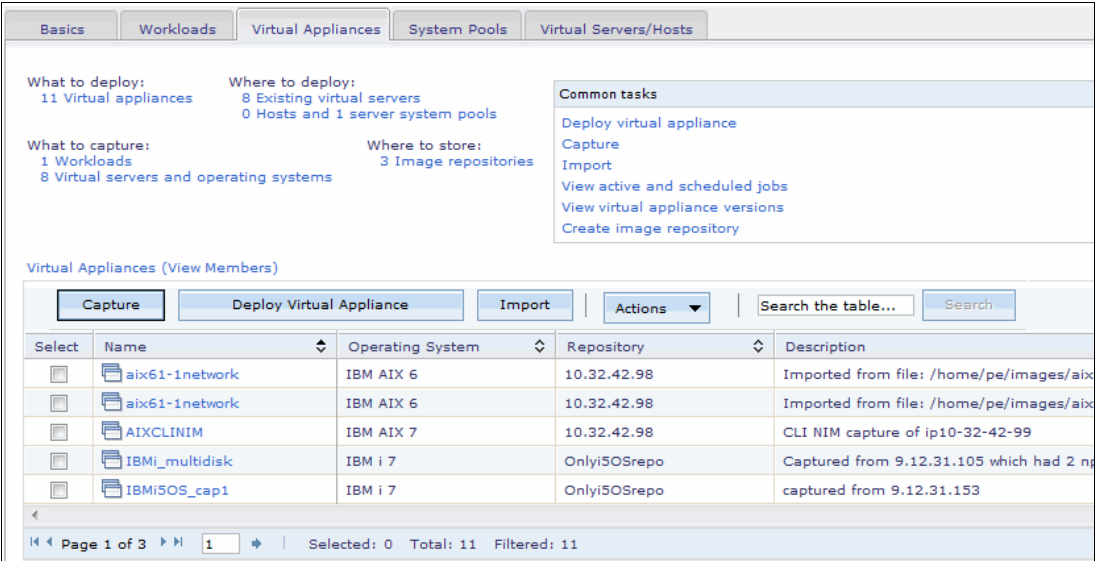 Basics Workloads Virtual Appliances System Pools Virtual Servers/Hosts
What to deploy: Where to deploy:
11 Virtual appliances 8 Existing virtual servers
0 Hosts and 1 server system pools
What to capture: Where to store:
1 Workloads 3 Image repositories
8 Virtual servers and operating systems
Common tasks
Deploy virtual appliance
Capture
Import
View active and scheduled jobs
View virtual appliance versions
Create image repository
Virtual Appliances (View Members)
Capture Deploy Virtual Appliance Import Actions Search the table... Search
Select Name Operating System Repository Description
aix61-1network IBM AIX 6 10.32.42.98 Imported from file: /home/pe/images/aix
aix61-1network IBM AIX 6 10.32.42.98 Imported from file: /home/pe/images/aix
AIXCLINIM IBM AIX 7 10.32.42.98 CLI NIM capture of ip10-32-42-99
IBMi_multidisk IBM i 7 Onlyi5OSrepo Captured from 9.12.31.105 which had 2 np
IBMi5OS_cap1 IBM i 7 Onlyi5OSrepo captured from 9.12.31.153
Page 1 of 3 1 Selected: 0 Total: 11 Filtered: 11